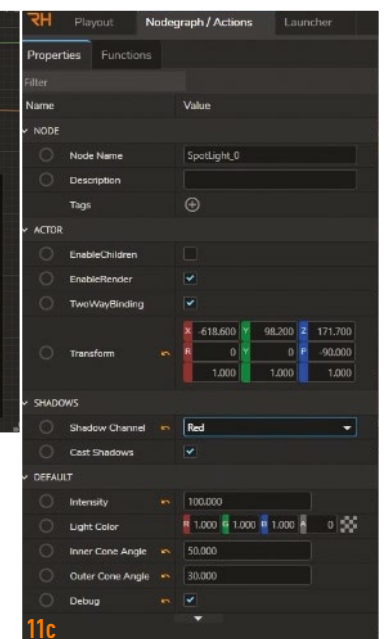 RH Playout Nodegraph / Actions Launcher
Properties Functions
Filter
Name Value
NODE
Node Name SpotLight_0
Description
Tags
ACTOR
EnableChildren
EnableRender
TwoWayBinding
X -618.600 Y 98.200 Z 171.700
Transform R 0 Y 0 P -90.000
1.000 1.000 1.000
SHADOWS
Shadow Channel Red
Cast Shadows
DEFAULT
Intensity 100.000
Light Color R 1.000 G 1.000 B 1.000 A 0
Inner Cone Angle 50.000
Outer Cone Angle 30.000
Debug
11c